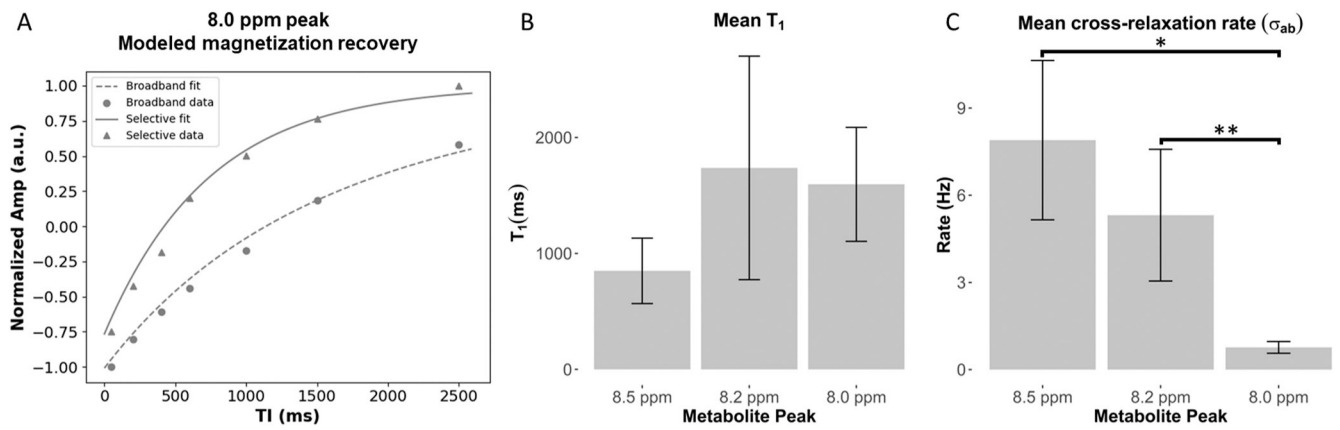 A
8.0 ppm peak
Modeled magnetization recovery
Normalized Amp (a.u.)
1.00
0.75
0.50
0.25
0.00
−0.25
−0.50
−0.75
−1.00
Broadband fit
Broadband data
Selective fit
Selective data
0 500 1000 1500 2000 2500
TI (ms)
B
Mean T₁
T₁(ms)
2000
1000
0
8.5 ppm 8.2 ppm 8.0 ppm
Metabolite Peak
C
Mean cross-relaxation rate (σab)
*
**
Rate (Hz)
9
6
3
0
8.5 ppm 8.2 ppm 8.0 ppm
Metabolite Peak